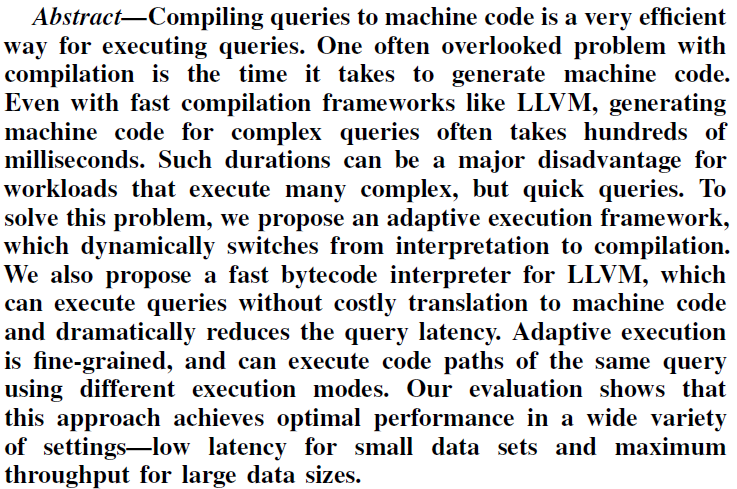 Abstract—Compiling queries to machine code is a very efficient
way for executing queries. One often overlooked problem with
compilation is the time it takes to generate machine code.
Even with fast compilation frameworks like LLVM, generating
machine code for complex queries often takes hundreds of
milliseconds. Such durations can be a major disadvantage for
workloads that execute many complex, but quick queries. To
solve this problem, we propose an adaptive execution framework,
which dynamically switches from interpretation to compilation.
We also propose a fast bytecode interpreter for LLVM, which
can execute queries without costly translation to machine code
and dramatically reduces the query latency. Adaptive execution
is fine-grained, and can execute code paths of the same query
using different execution modes. Our evaluation shows that
this approach achieves optimal performance in a wide variety
of settings—low latency for small data sets and maximum
throughput for large data sizes.